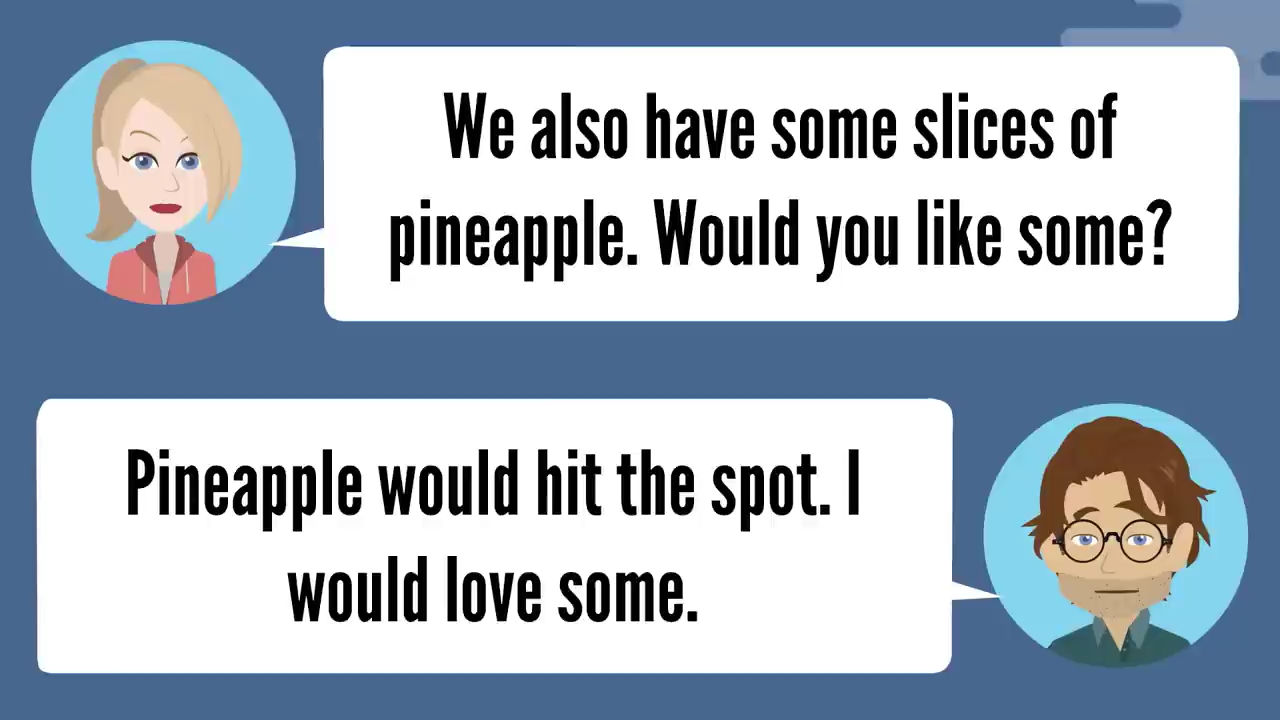 We also have some slices of
pineapple. Would you like some?
Pineapple would hit the spot. I
would love some.